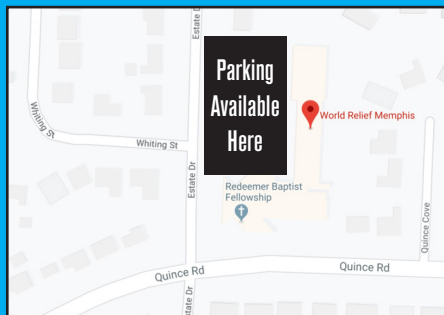 Estate D
Parking
Available
Here
World Relief Memphis
Whiting St
Whiting St
Estate Dr
Redeemer Baptist
Fellowship
Quince Cove
Quince Rd
Quince Rd
state Dr